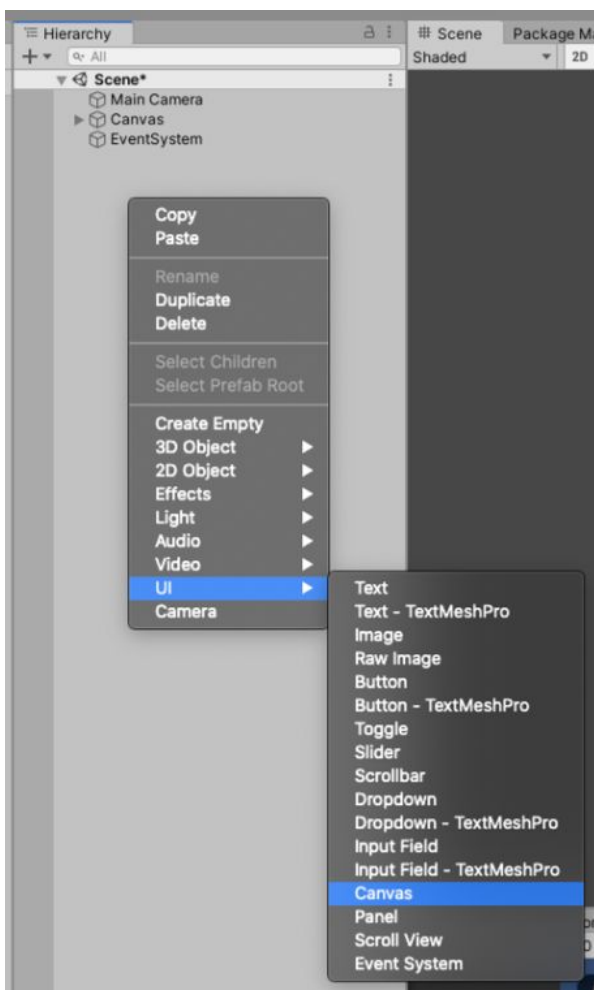 Hierarchy
Scene
Package Ma
All
Shaded
2D
Scene*
Main Camera
Canvas
EventSystem
Copy
Paste
Rename
Duplicate
Delete
Select Children
Select Prefab Root
Create Empty
3D Object
2D Object
Effects
Light
Audio
Video
UI
Camera
Text
Text - TextMeshPro
Image
Raw Image
Button
Button - TextMeshPro
Toggle
Slider
Scrollbar
Dropdown
Dropdown - TextMeshPro
Input Field
Input Field - TextMeshPro
Canvas
Panel
Scroll View
Event System